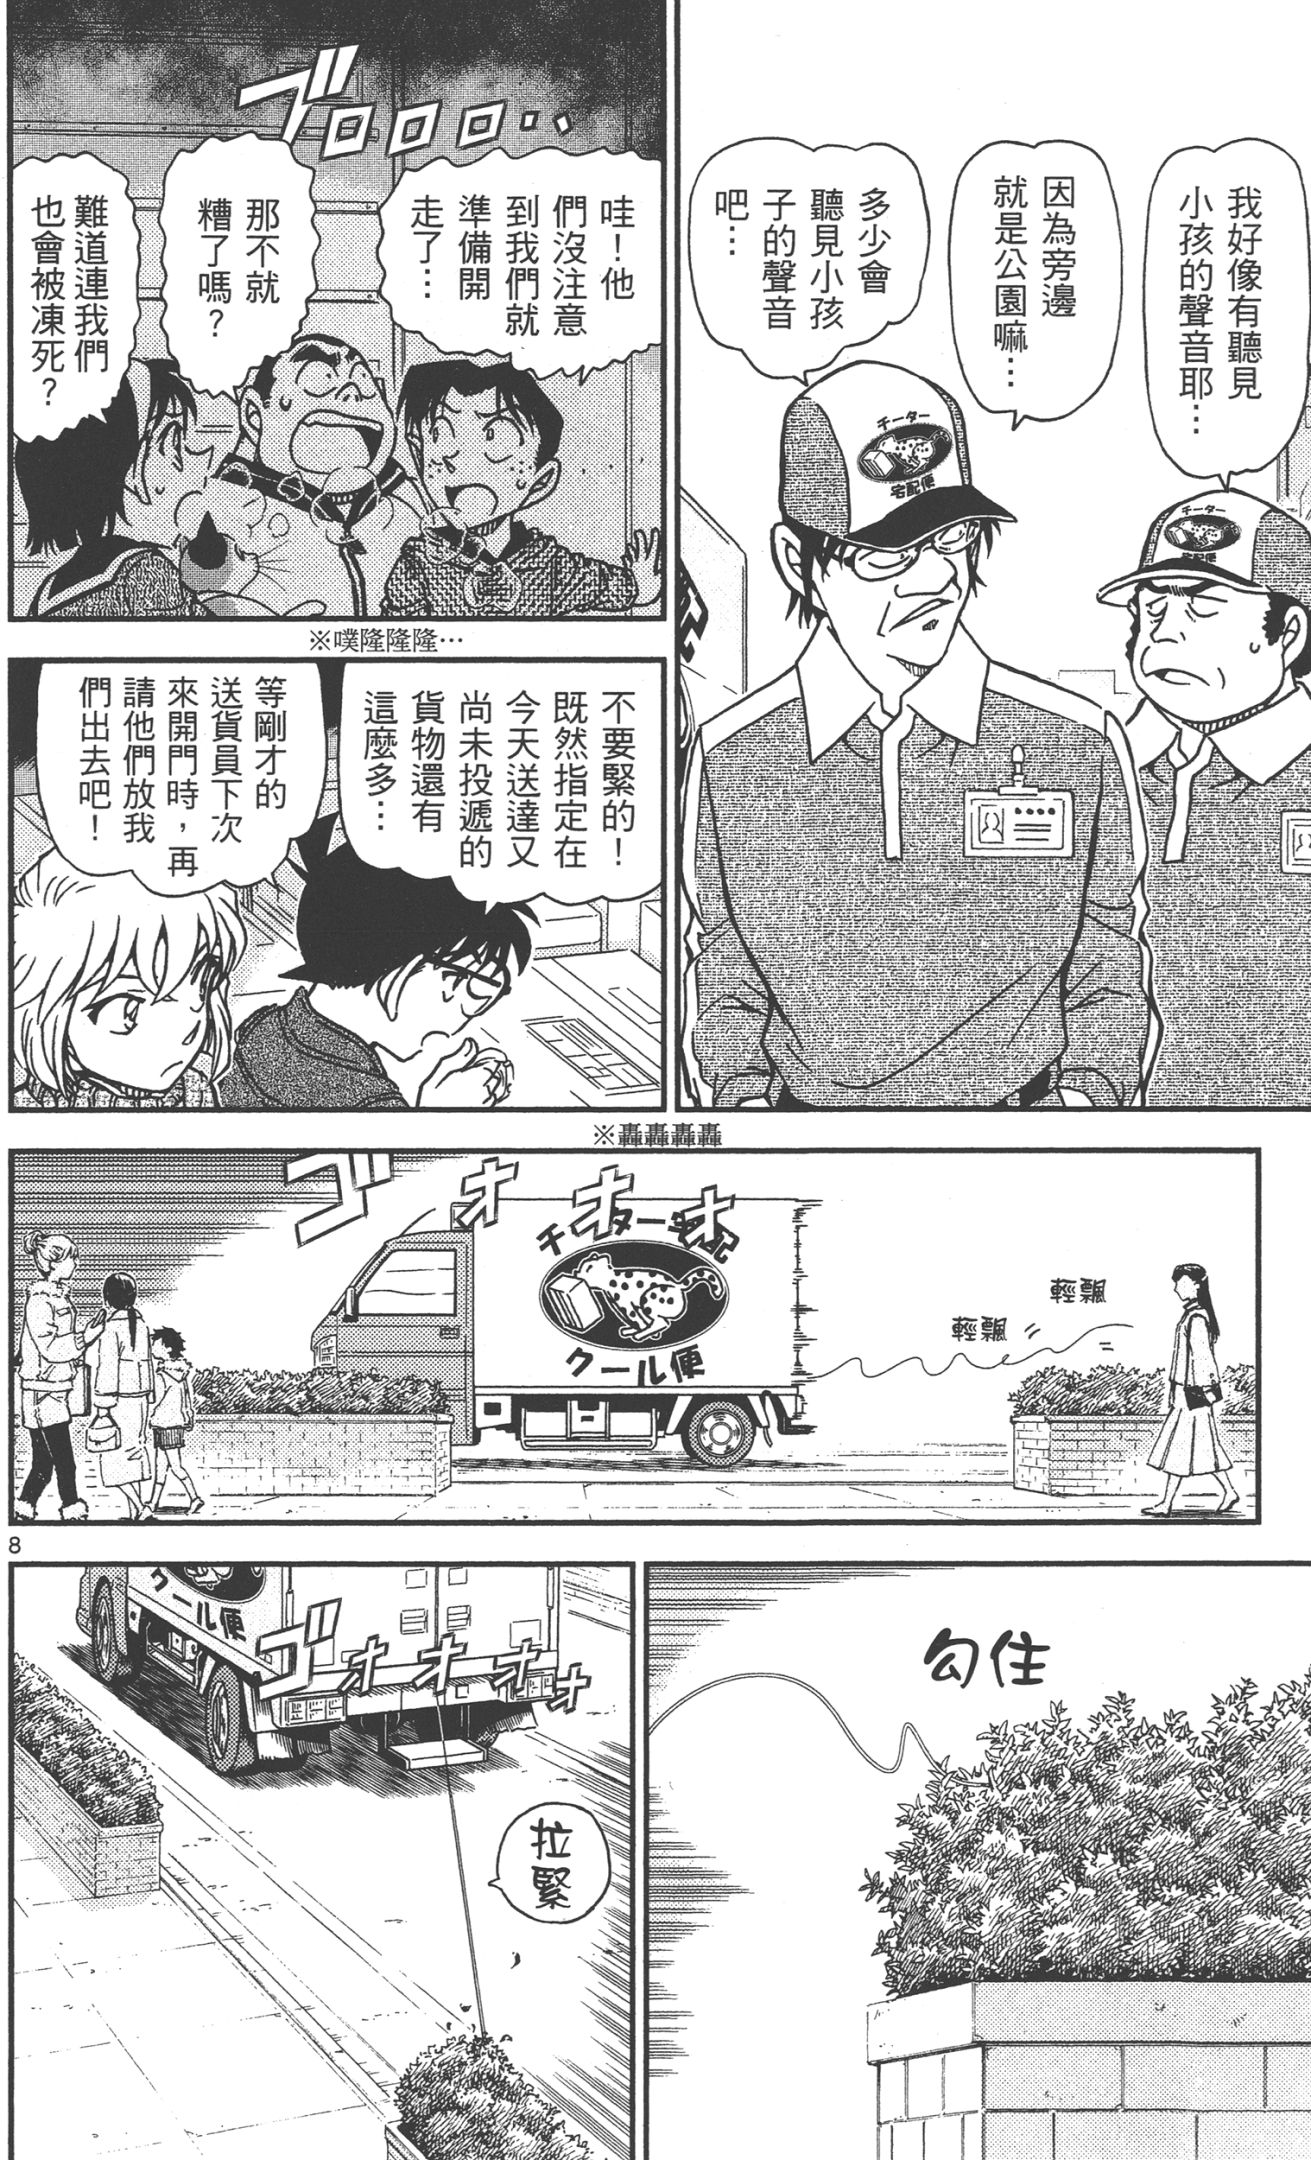 我好像有聽見
小孩的聲音耶…
因為旁邊
就是公園嘛…
多少會
聽見小孩
子的聲音
吧…
チーター
宅配便
チーター
宅配便
ブロロロ‥
哇！他
們沒注意
到我們就
準備開
走了…
那不就
糟了嗎？
難道連我們
也會被凍死？
※噗隆隆隆…
不要緊的！
既然指定在
今天送達又
尚未投遞的
貨物還有
這麼多…
等剛才的
送貨員下次
來開門時，再
請他們放我
們出去吧！
※轟轟轟轟
ゴオオオ
チーター宅配
クール便
輕飄
輕飄
8
勾住
クール便
ゴオオオオ
拉緊